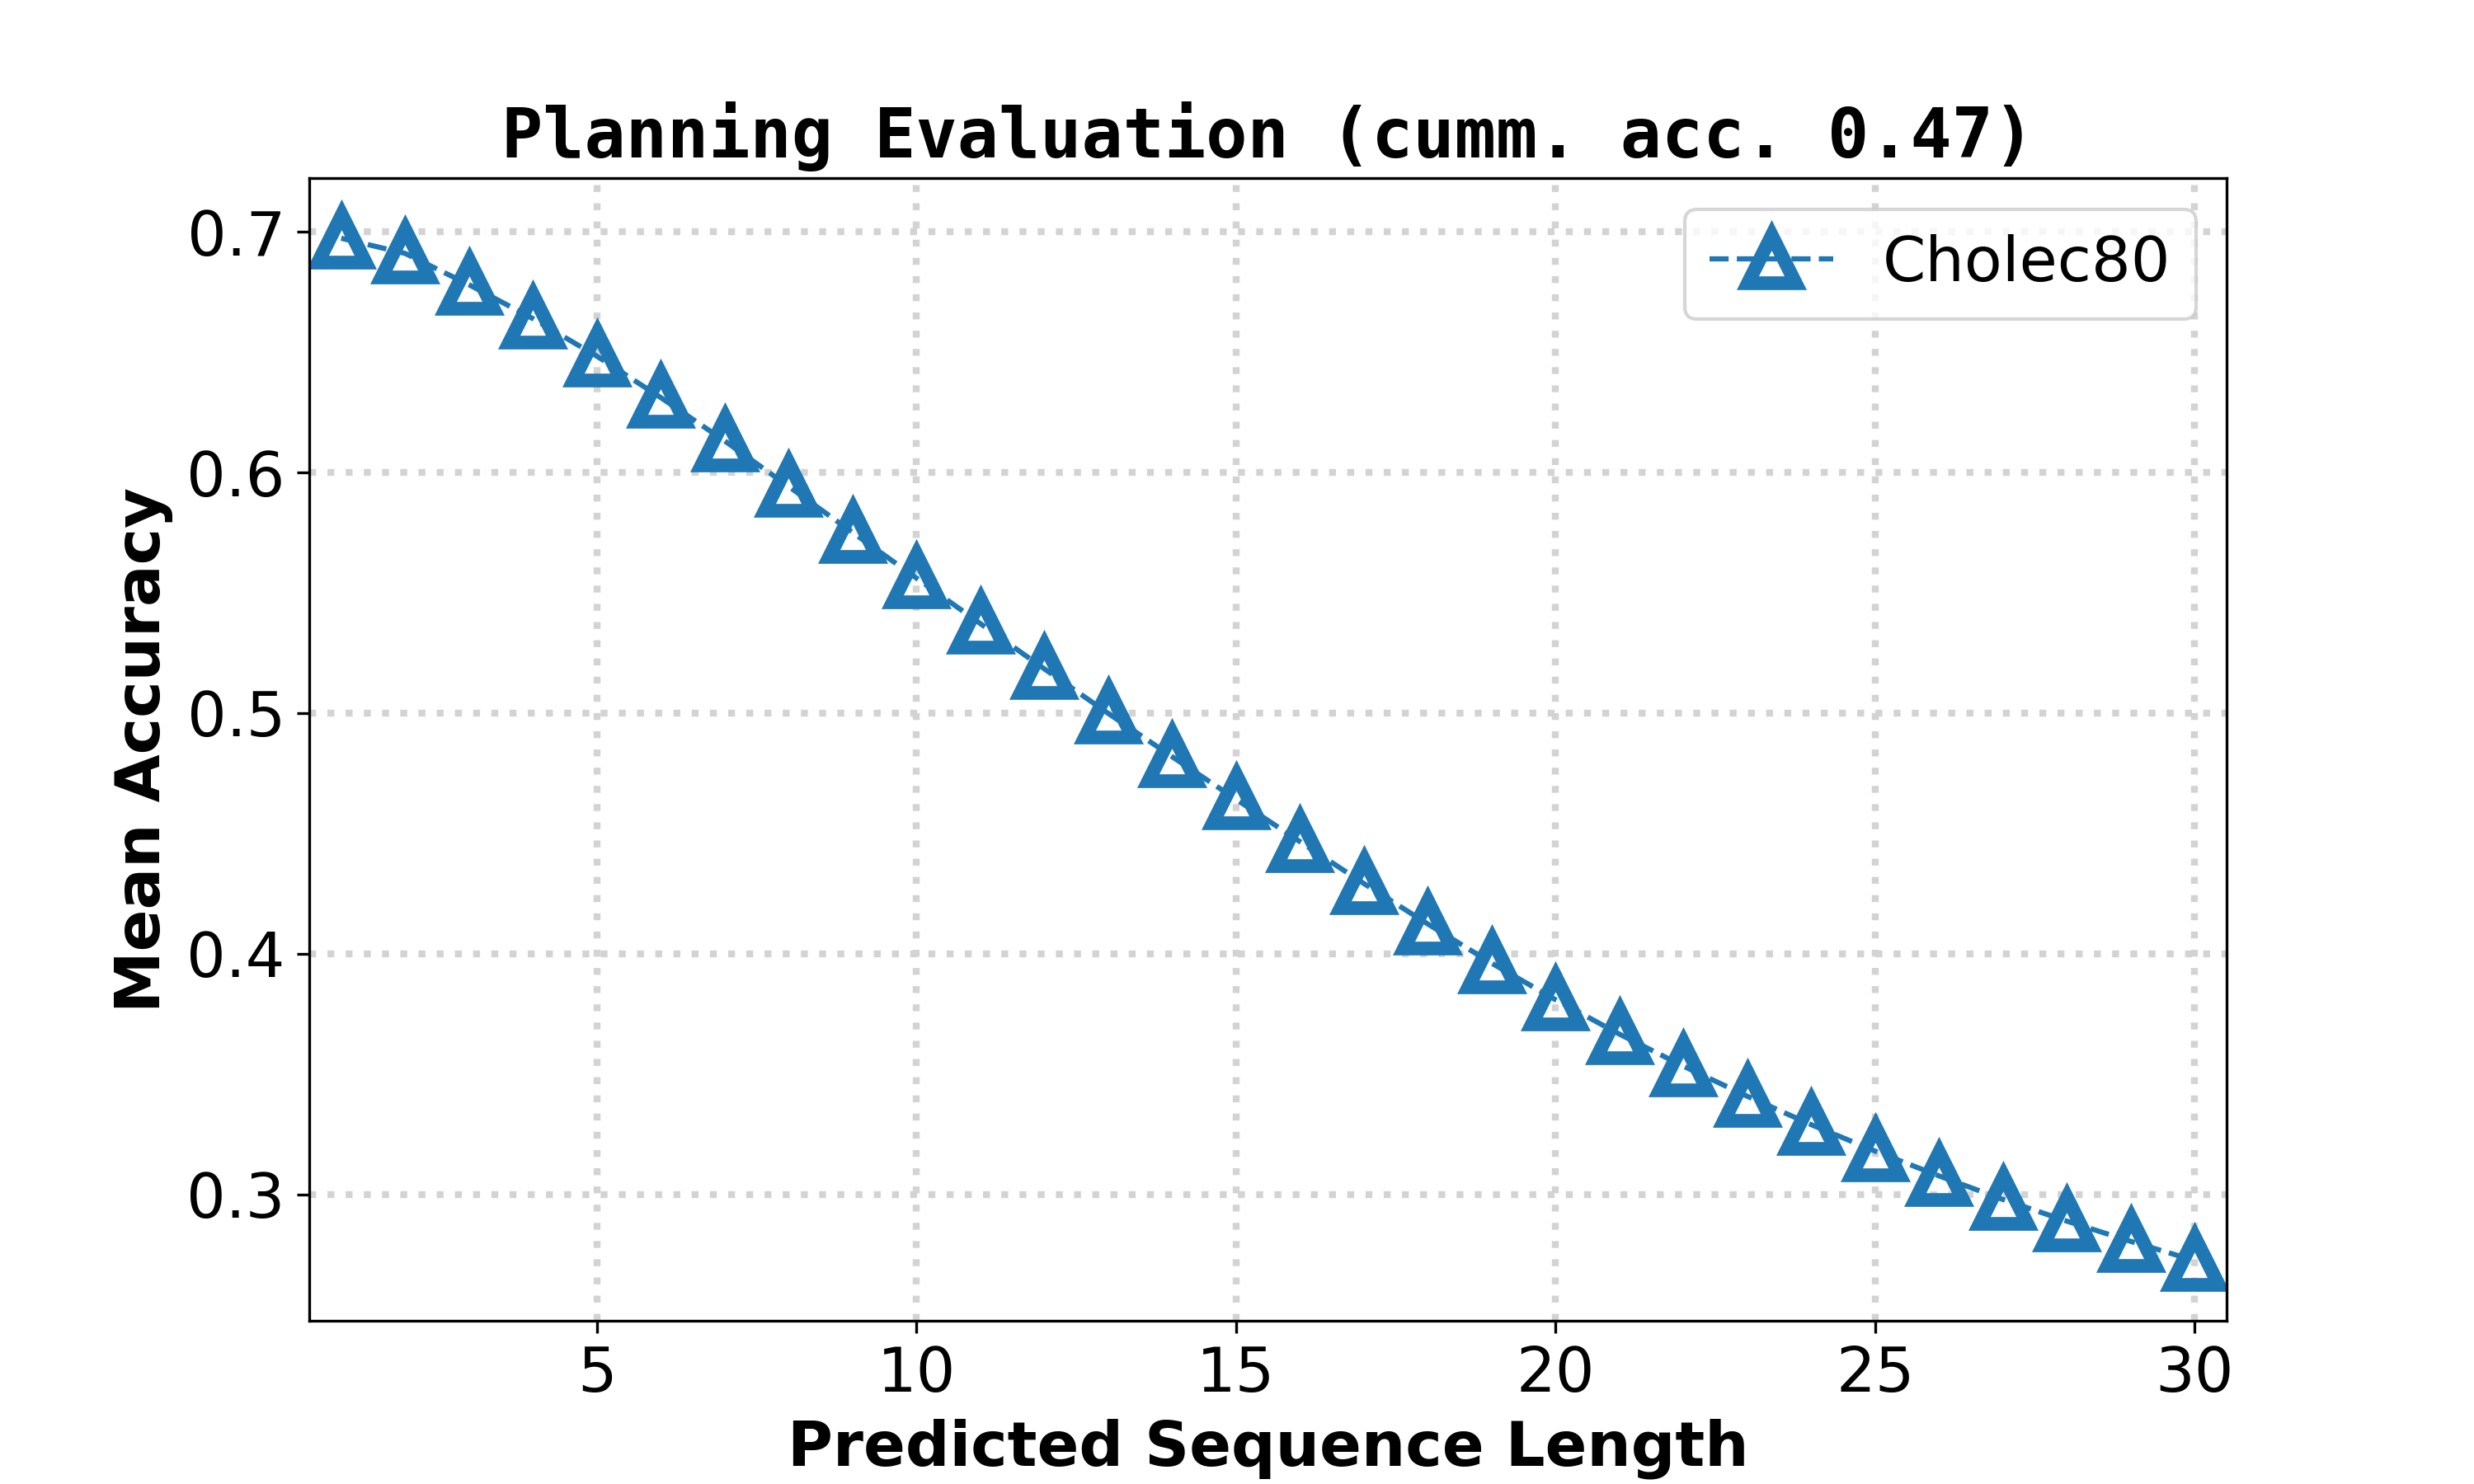 Planning Evaluation (cumm. acc. 0.47)
Cholec80
Mean Accuracy
0.7
0.6
0.5
0.4
0.3
5 10 15 20 25 30
Predicted Sequence Length